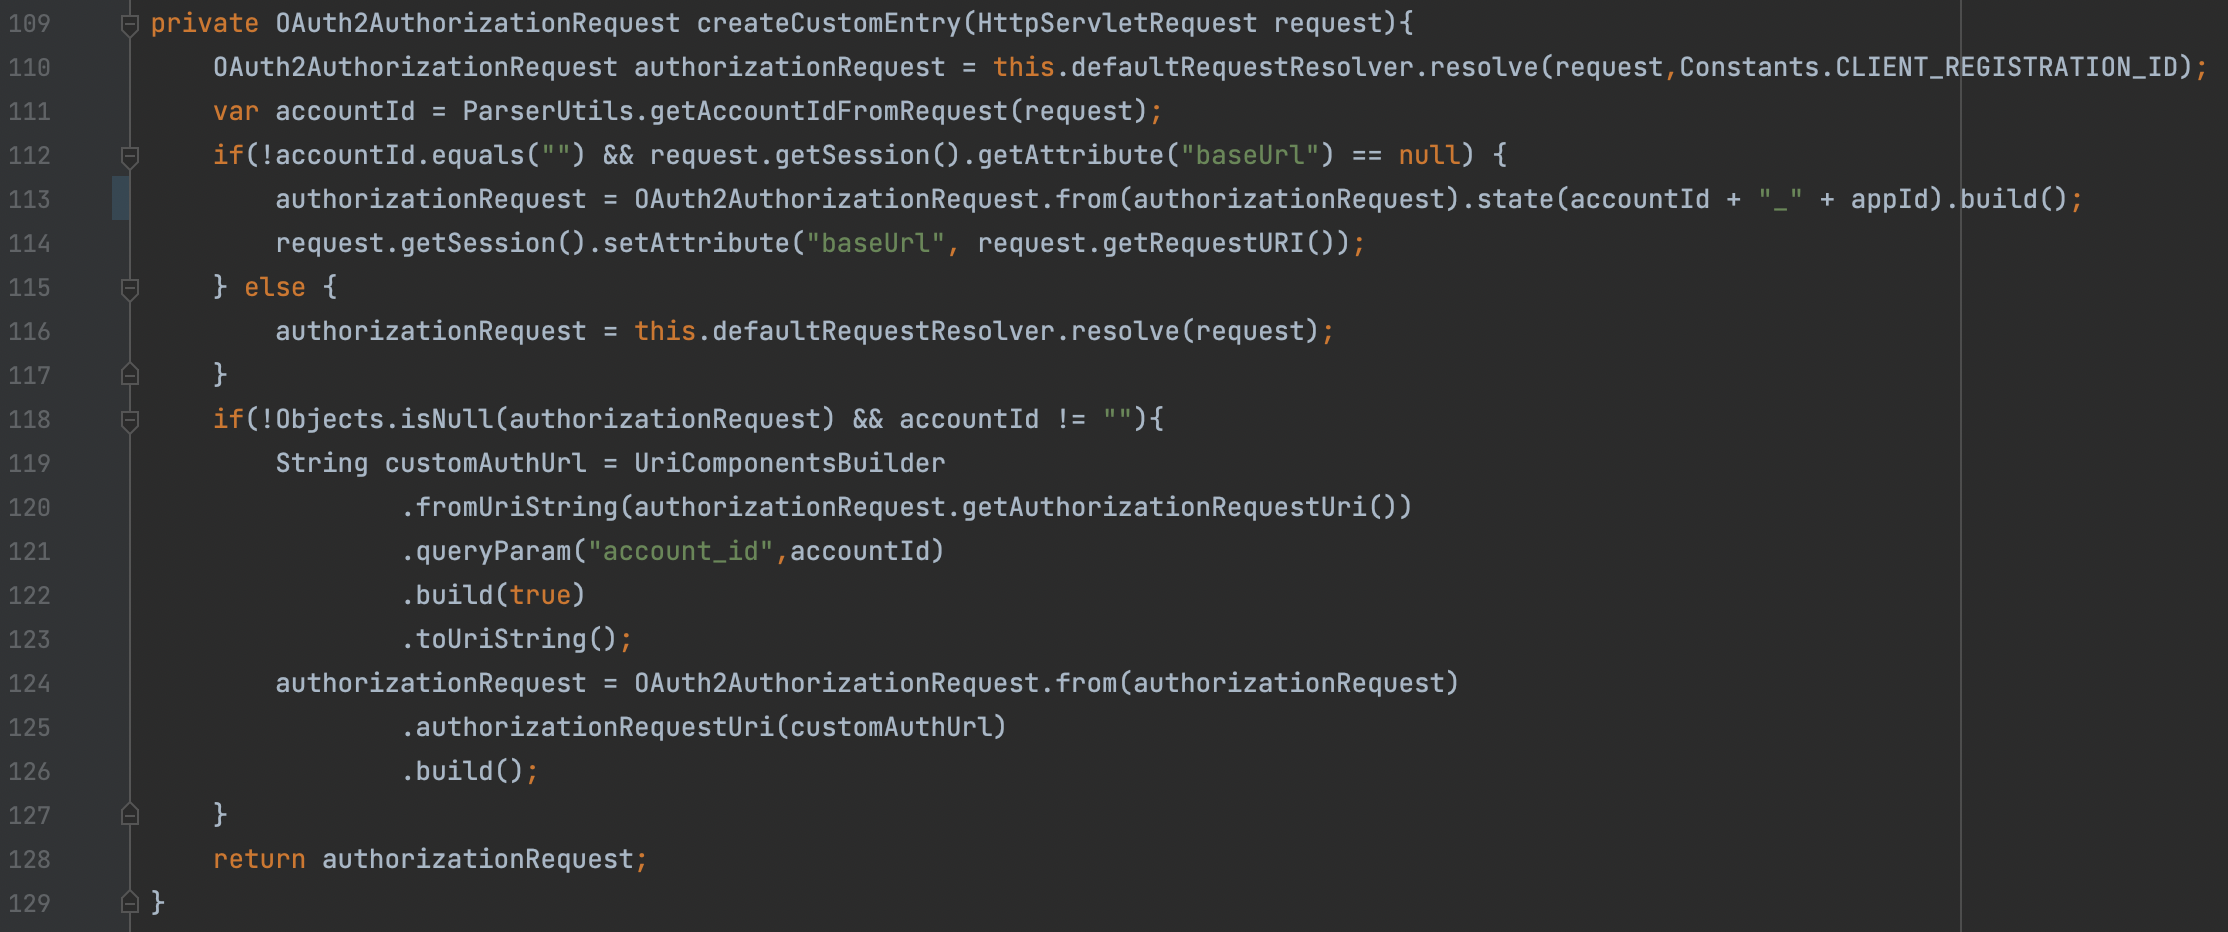 109 private OAuth2AuthorizationRequest createCustomEntry(HttpServletRequest request){
110     OAuth2AuthorizationRequest authorizationRequest = this.defaultRequestResolver.resolve(request,Constants.CLIENT_REGISTRATION_ID);
111     var accountId = ParserUtils.getAccountIdFromRequest(request);
112     if(!accountId.equals("") && request.getSession().getAttribute("baseUrl") == null) {
113         authorizationRequest = OAuth2AuthorizationRequest.from(authorizationRequest).state(accountId + "_" + appId).build();
114         request.getSession().setAttribute("baseUrl", request.getRequestURI());
115     } else {
116         authorizationRequest = this.defaultRequestResolver.resolve(request);
117     }
118     if(!Objects.isNull(authorizationRequest) && accountId != ""){
119         String customAuthUrl = UriComponentsBuilder
120                 .fromUriString(authorizationRequest.getAuthorizationRequestUri())
121                 .queryParam("account_id",accountId)
122                 .build(true)
123                 .toUriString();
124         authorizationRequest = OAuth2AuthorizationRequest.from(authorizationRequest)
125                 .authorizationRequestUri(customAuthUrl)
126                 .build();
127     }
128     return authorizationRequest;
129 }